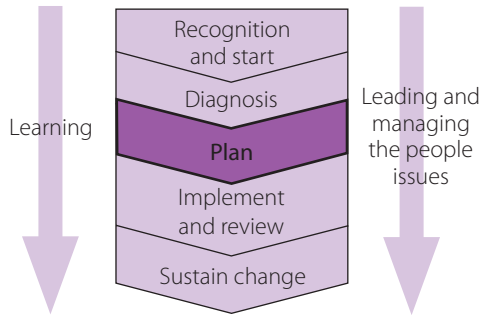 Recognition
and start
Diagnosis
Learning
Plan
Leading and
managing
the people
issues
Implement
and review
Sustain change